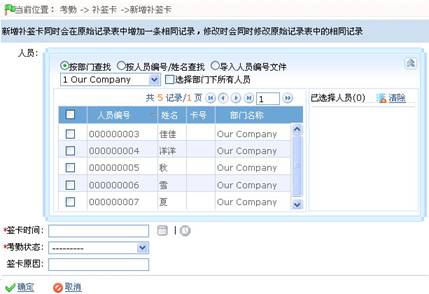 当前位置: 考勤 -> 补签卡 ->新增补签卡
新增补签卡同时会在原始记录表中增加一条相同记录，修改时会同时修改原始记录表中的相同记录
人员:
按部门查找 按人员编号/姓名查找 导入人员编号文件
1 Our Company 选择部门下所有人员
共 5 记录/1 页 1
已选择人员(0) 清除
人员编号 姓名 卡号 部门名称
000000003 佳佳 Our Company
000000004 洋洋 Our Company
000000005 秋 Our Company
000000006 雪 Our Company
000000007 夏 Our Company
*签卡时间: |
*考勤状态: ---------
签卡原因:
确定 取消